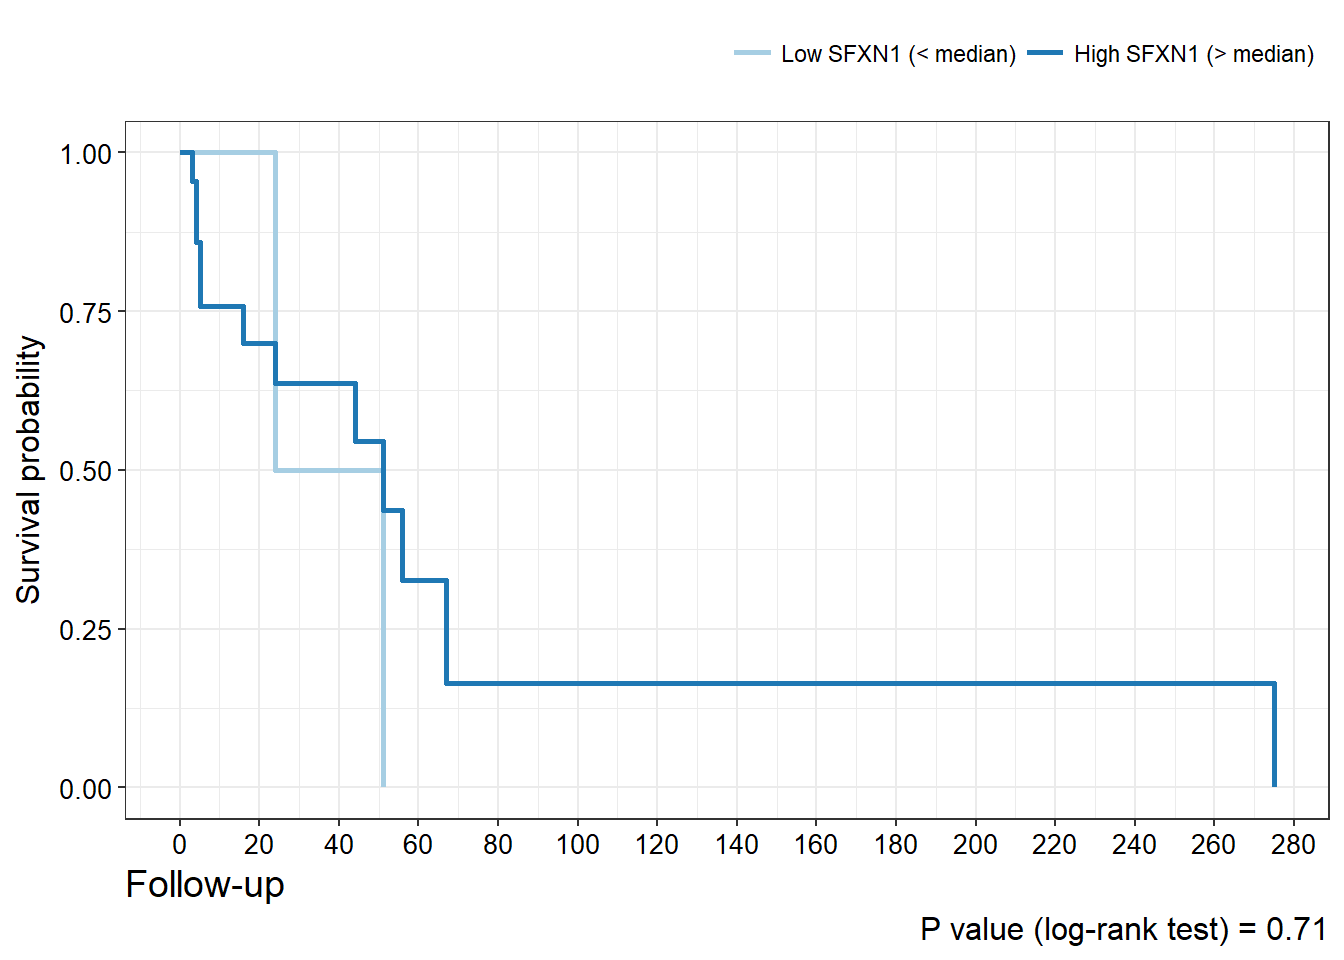 Low SFXN1 (< median) High SFXN1 (> median)
Survival probability
1.00
0.75
0.50
0.25
0.00
0 20 40 60 80 100 120 140 160 180 200 220 240 260 280
Follow-up
P value (log-rank test) = 0.71